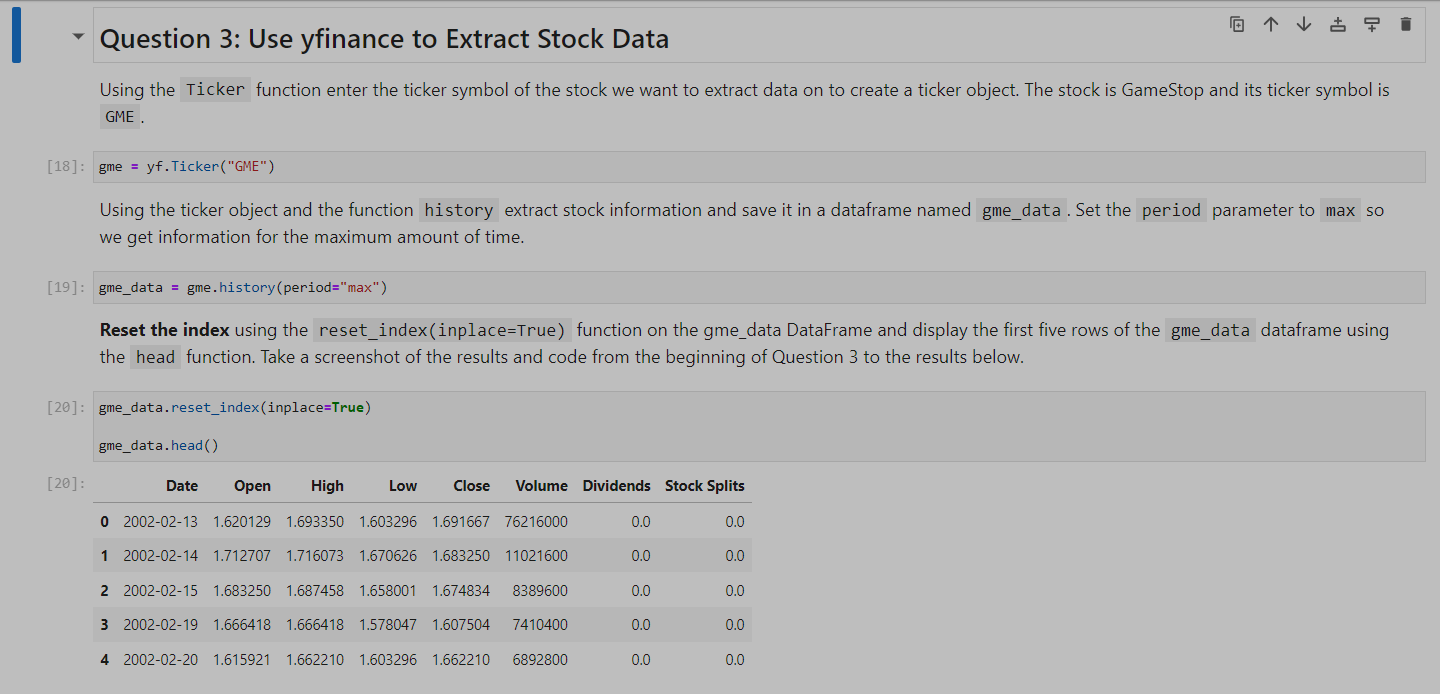 Question 3: Use yfinance to Extract Stock Data
Using the Ticker function enter the ticker symbol of the stock we want to extract data on to create a ticker object. The stock is GameStop and its ticker symbol is
GME .
[18]: gme = yf.Ticker("GME")
Using the ticker object and the function history extract stock information and save it in a dataframe named gme_data . Set the period parameter to max so
we get information for the maximum amount of time.
[19]: gme_data = gme.history(period="max")
Reset the index using the reset_index(inplace=True) function on the gme_data DataFrame and display the first five rows of the gme_data dataframe using
the head function. Take a screenshot of the results and code from the beginning of Question 3 to the results below.
[20]: gme_data.reset_index(inplace=True)
gme_data.head()
[20]: Date Open High Low Close Volume Dividends Stock Splits
0 2002-02-13 1.620129 1.693350 1.603296 1.691667 76216000 0.0 0.0
1 2002-02-14 1.712707 1.716073 1.670626 1.683250 11021600 0.0 0.0
2 2002-02-15 1.683250 1.687458 1.658001 1.674834 8389600 0.0 0.0
3 2002-02-19 1.666418 1.666418 1.578047 1.607504 7410400 0.0 0.0
4 2002-02-20 1.615921 1.662210 1.603296 1.662210 6892800 0.0 0.0